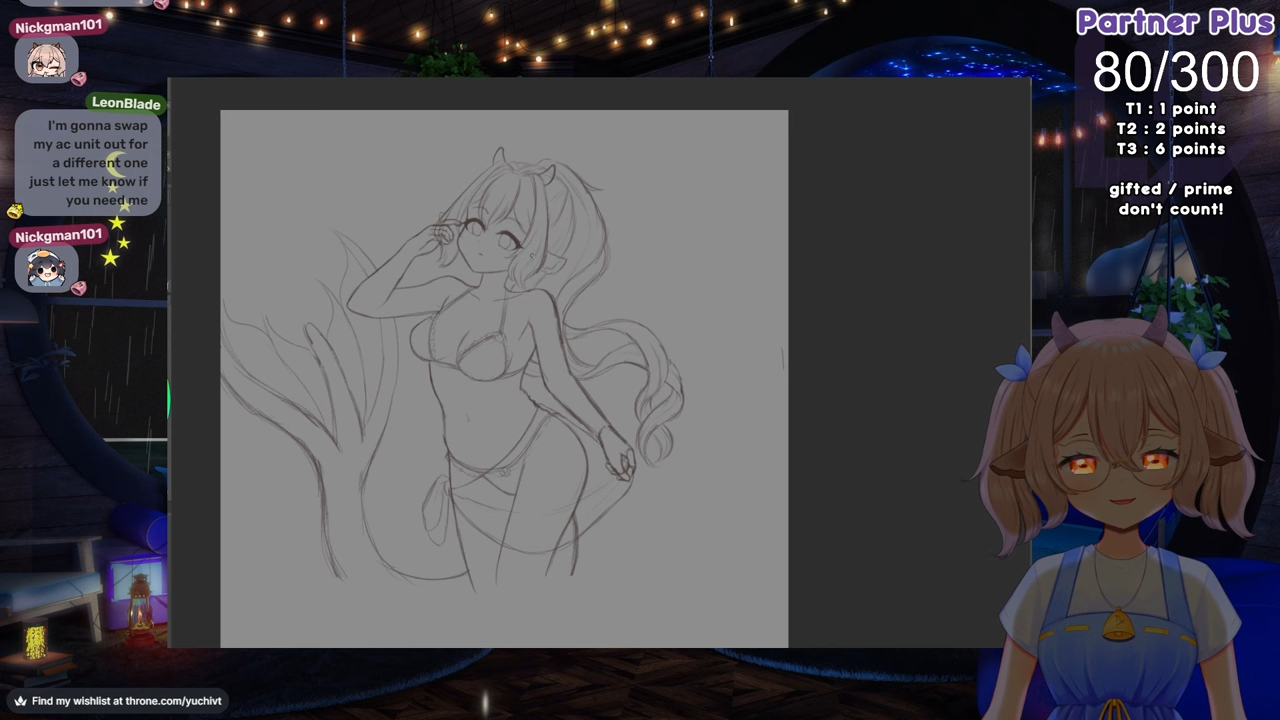 Nickgman101
LeonBlade
I'm gonna swap
my ac unit out for
a different one
just let me know if
you need me
Nickgman101
Partner Plus
80/300
T1 : 1 point
T2 : 2 points
T3 : 6 points
gifted / prime
don't count!
Find my wishlist at throne.com/yuchivt